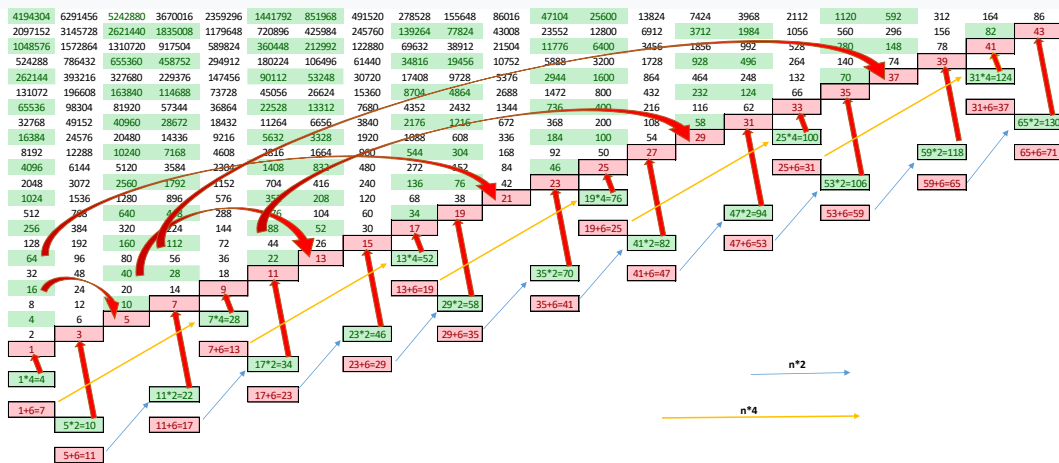 4194304 6291456 5242880 3670016 2359296 1441792 851968 491520 278528 155648 86016 47104 25600 13824 7424 3968 2112 1120 592 312 164 86
2097152 3145728 2621440 1835008 1179648 720896 425984 245760 139264 77824 43008 23552 12800 6912 3712 1984 1056 560 296 156 82 43
1048576 1572864 1310720 917504 589824 360448 212992 122880 69632 38912 21504 11776 6400 3456 1856 992 528 280 148 78 41
524288 786432 655360 458752 294912 180224 106496 61440 34816 19456 10752 5888 3200 1728 928 496 264 140 74 39
262144 393216 327680 229376 147456 90112 53248 30720 17408 9728 5376 2944 1600 864 464 248 132 70 37 31*4=124
131072 196608 163840 114688 73728 45056 26624 15360 8704 4864 2688 1472 800 432 232 124 66 35
65536 98304 81920 57344 36864 22528 13312 7680 4352 2432 1344 736 400 216 116 62 33 31+6=37
32768 49152 40960 28672 18432 11264 6656 3840 2176 1216 672 368 200 108 58 31 65*2=130
16384 24576 20480 14336 9216 5632 3328 1920 1088 608 336 184 100 54 29 25*4=100
8192 12288 10240 7168 4608 2816 1664 960 544 304 168 92 50 27 59*2=118 65+6=71
4096 6144 5120 3584 2304 1408 832 480 272 152 84 46 25 25+6=31
2048 3072 2560 1792 1152 704 416 240 136 76 42 23 53*2=106 59+6=65
1024 1536 1280 896 576 352 208 120 68 38 21 19*4=76
512 768 640 448 288 176 104 60 34 19 47*2=94 53+6=59
256 384 320 224 144 88 52 30 17 19+6=25
128 192 160 112 72 44 26 15 41*2=82 47+6=53
64 96 80 56 36 22 13 13*4=52
32 48 40 28 18 11 35*2=70 41+6=47
16 24 20 14 9 13+6=19
8 12 10 7 29*2=58 35+6=41
4 6 5 7*4=28
2 3 23*2=46 29+6=35
1 7+6=13
17*2=34 23+6=29
n*2
1*4=4
11*2=22 17+6=23
1+6=7
n*4
5*2=10 11+6=17
5+6=11